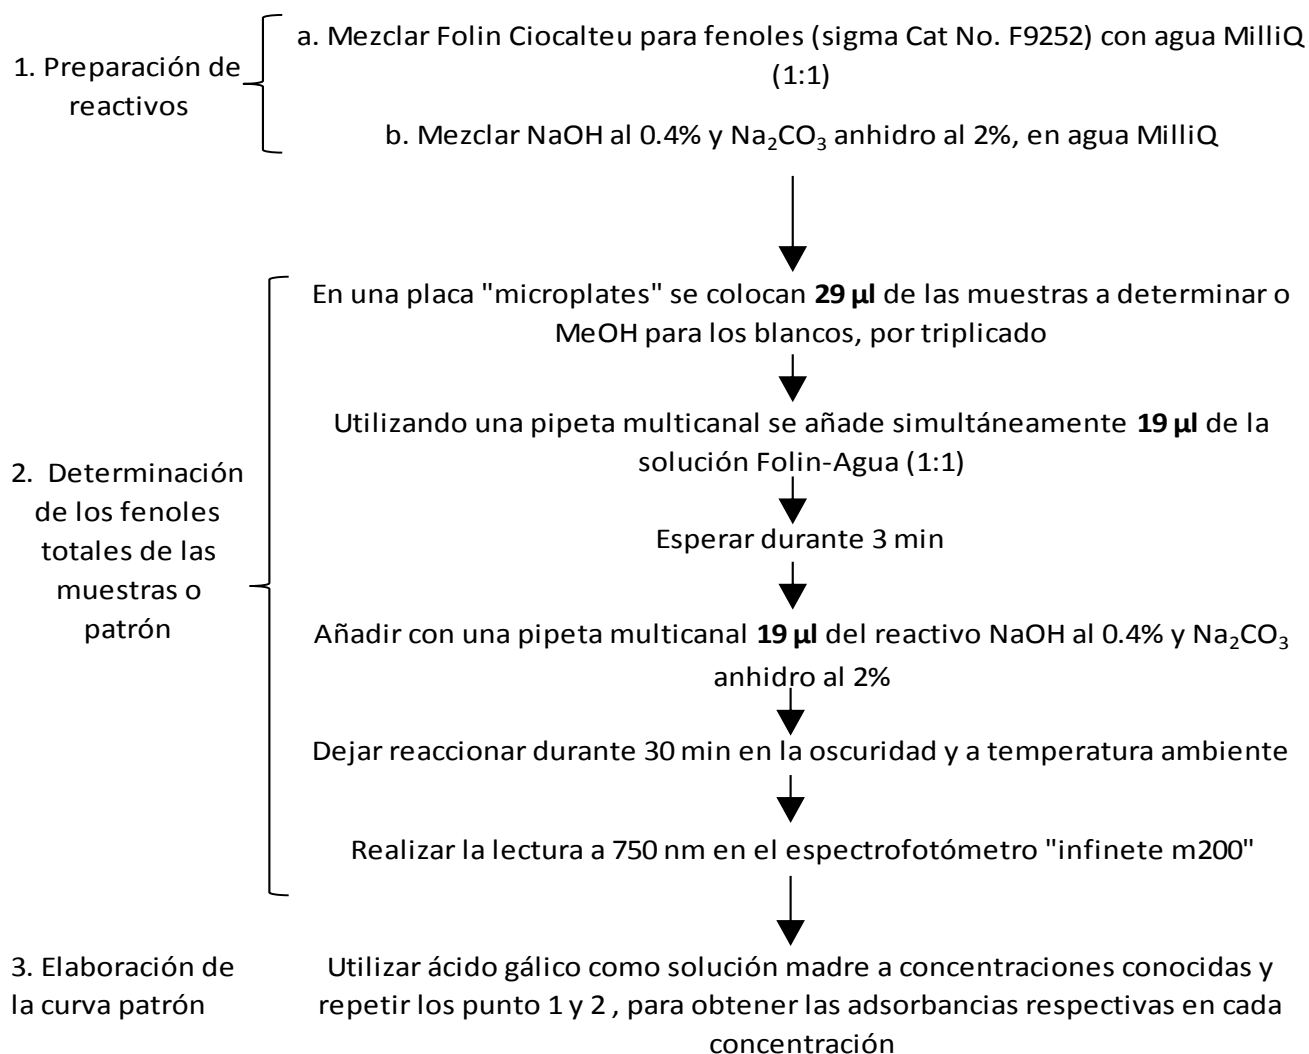 1. Preparación de
reactivos
a. Mezclar Folin Ciocalteu para fenoles (sigma Cat No. F9252) con agua MilliQ
(1:1)
b. Mezclar NaOH al 0.4% y Na₂CO₃ anhidro al 2%, en agua MilliQ
2. Determinación
de los fenoles
totales de las
muestras o
patrón
En una placa "microplates" se colocan 29 µl de las muestras a determinar o
MeOH para los blancos, por triplicado
Utilizando una pipeta multicanal se añade simultáneamente 19 µl de la
solución Folin-Agua (1:1)
Esperar durante 3 min
Añadir con una pipeta multicanal 19 µl del reactivo NaOH al 0.4% y Na₂CO₃
anhidro al 2%
Dejar reaccionar durante 30 min en la oscuridad y a temperatura ambiente
Realizar la lectura a 750 nm en el espectrofotómetro "infinete m200"
3. Elaboración de
la curva patrón
Utilizar ácido gálico como solución madre a concentraciones conocidas y
repetir los punto 1 y 2 , para obtener las adsorbancias respectivas en cada
concentración